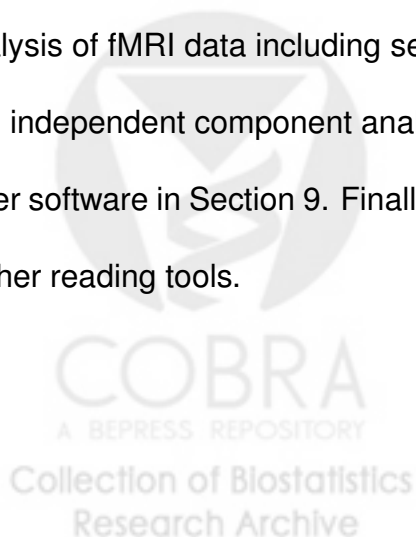 alysis of fMRI data including se
independent component ana
er software in Section 9. Finall
her reading tools.
COBRA
A BEPRESS REPOSITORY
Collection of Biostatistics
Research Archive